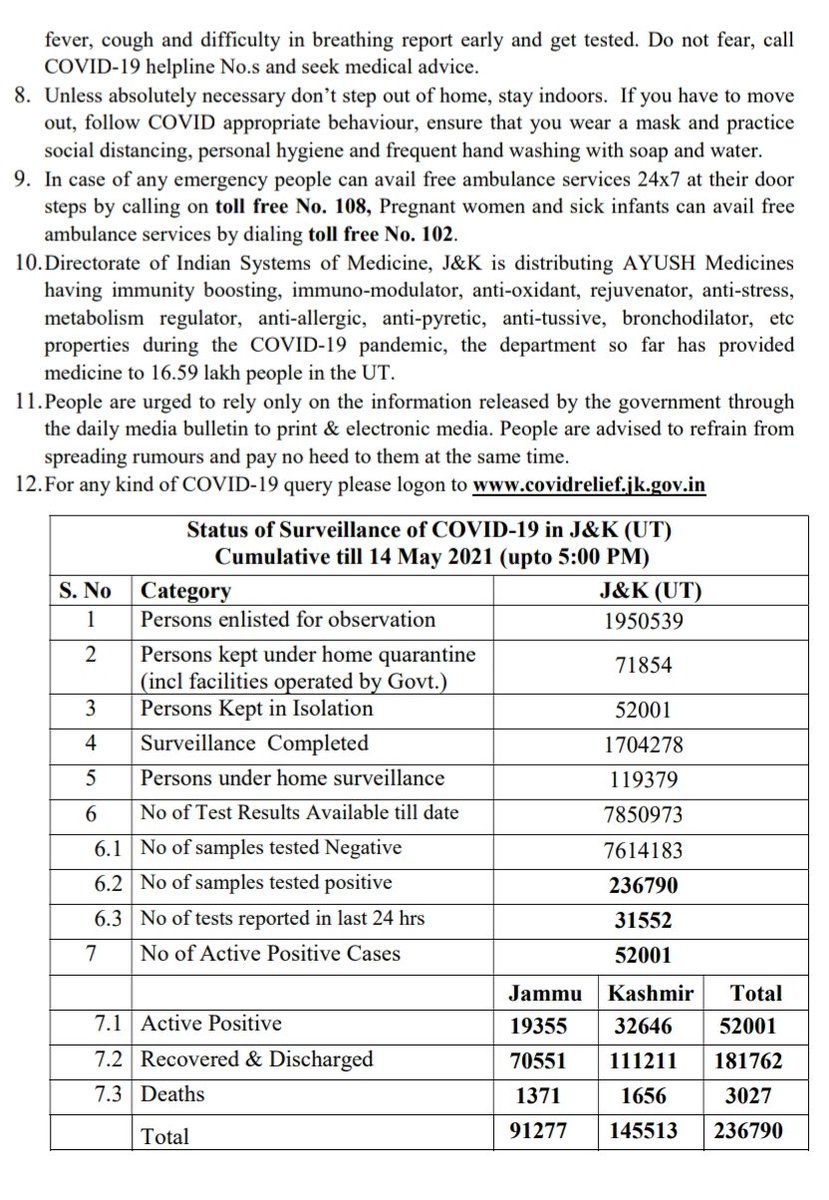 fever, cough and difficulty in breathing report early and get tested. Do not fear, call
COVID-19 helpline No.s and seek medical advice.
8. Unless absolutely necessary don’t step out of home, stay indoors. If you have to move
out, follow COVID appropriate behaviour, ensure that you wear a mask and practice
social distancing, personal hygiene and frequent hand washing with soap and water.
9. In case of any emergency people can avail free ambulance services 24x7 at their door
steps by calling on toll free No. 108, Pregnant women and sick infants can avail free
ambulance services by dialing toll free No. 102.
10. Directorate of Indian Systems of Medicine, J&K is distributing AYUSH Medicines
having immunity boosting, immuno-modulator, anti-oxidant, rejuvenator, anti-stress,
metabolism regulator, anti-allergic, anti-pyretic, anti-tussive, bronchodilator, etc
properties during the COVID-19 pandemic, the department so far has provided
medicine to 16.59 lakh people in the UT.
11. People are urged to rely only on the information released by the government through
the daily media bulletin to print & electronic media. People are advised to refrain from
spreading rumours and pay no heed to them at the same time.
12. For any kind of COVID-19 query please logon to www.covidrelief.jk.gov.in
Status of Surveillance of COVID-19 in J&K (UT)
Cumulative till 14 May 2021 (upto 5:00 PM)
S. No Category J&K (UT)
1 Persons enlisted for observation 1950539
2 Persons kept under home quarantine
(incl facilities operated by Govt.) 71854
3 Persons Kept in Isolation 52001
4 Surveillance Completed 1704278
5 Persons under home surveillance 119379
6 No of Test Results Available till date 7850973
6.1 No of samples tested Negative 7614183
6.2 No of samples tested positive 236790
6.3 No of tests reported in last 24 hrs 31552
7 No of Active Positive Cases 52001
Jammu Kashmir Total
7.1 Active Positive 19355 32646 52001
7.2 Recovered & Discharged 70551 111211 181762
7.3 Deaths 1371 1656 3027
Total 91277 145513 236790